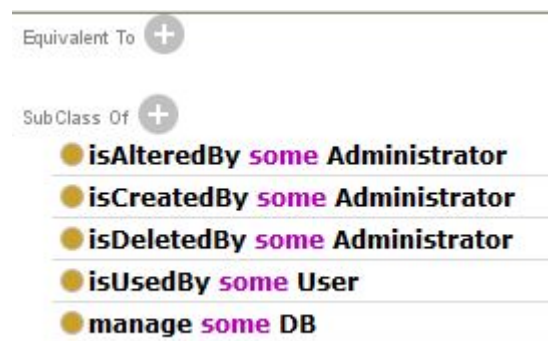 Equivalent To
SubClass Of
isAlteredBy some Administrator
isCreatedBy some Administrator
isDeletedBy some Administrator
isUsedBy some User
manage some DB